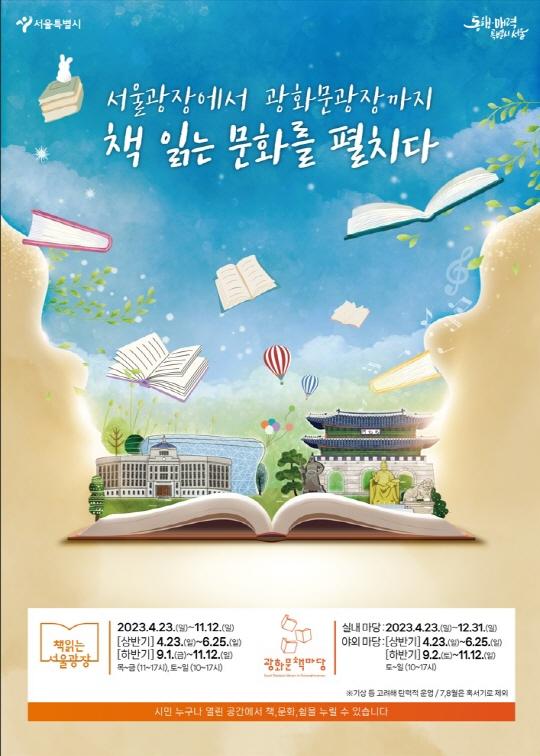 서울특별시
동행·매력
특별시 서울
서울광장에서 광화문광장까지
책 읽는 문화를 펼치다
책읽는
서울광장
2023.4.23.(일)~11.12.(일)
[상반기] 4.23.(일)~6.25.(일)
[하반기] 9.1.(금)~11.12.(일)
목~금 (11~17시), 토~일 (10~17시)
광화문책마당
실내 마당 : 2023.4.23.(일)~12.31.(일)
야외 마당 : [상반기] 4.23.(일)~6.25.(일)
[하반기] 9.2.(토)~11.12.(일)
토~일 (10~17시)
※기상 등 고려해 탄력적 운영 / 7,8월은 혹서기로 제외
시민 누구나 열린 공간에서 책,문화,쉼을 누릴 수 있습니다